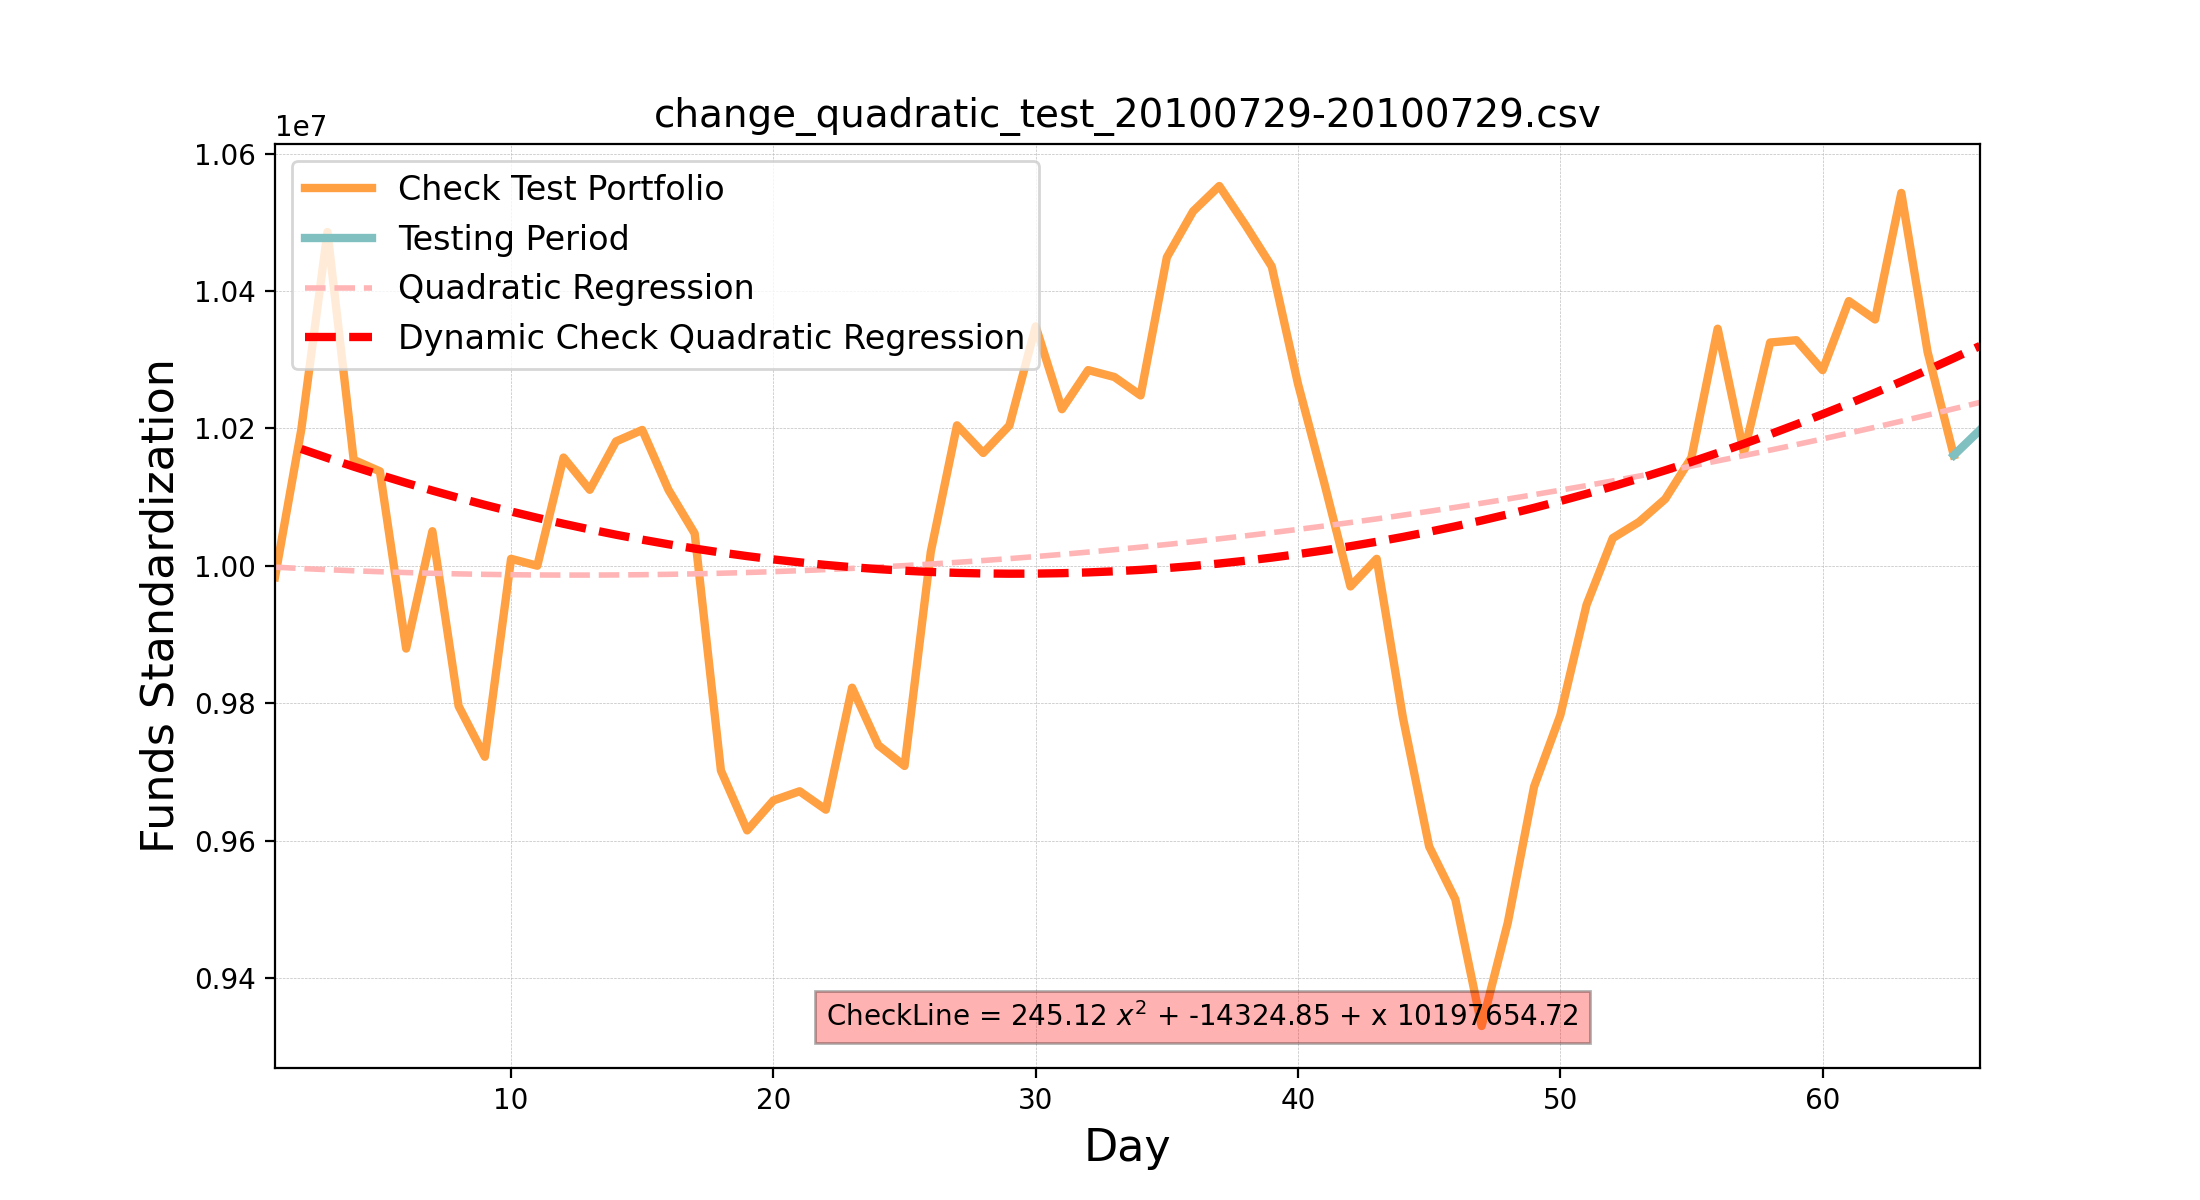 change_quadratic_test_20100729-20100729.csv
1e7
1.06
1.04
1.02
1.00
0.98
0.96
0.94
Funds Standardization
Check Test Portfolio
Testing Period
Quadratic Regression
Dynamic Check Quadratic Regression
CheckLine = 245.12 x² + -14324.85 + x 10197654.72
10 20 30 40 50 60
Day